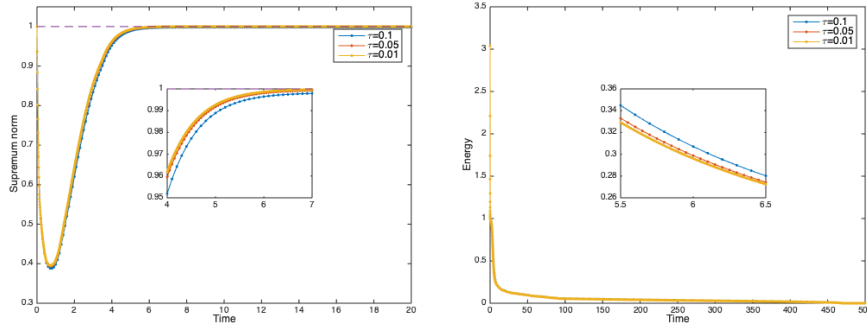 1
0.9
0.8
0.7
0.6
0.5
0.4
0.3
0 2 4 6 8 10 12 14 16 18 20
Time
Supremum norm
τ=0.1
τ=0.05
τ=0.01
1
0.99
0.98
0.97
0.96
0.95
4 5 6 7
3.5
3
2.5
2
1.5
1
0.5
0
0 50 100 150 200 250 300 350 400 450 500
Time
Energy
τ=0.1
τ=0.05
τ=0.01
0.36
0.34
0.32
0.3
0.28
0.26
5.5 6 6.5